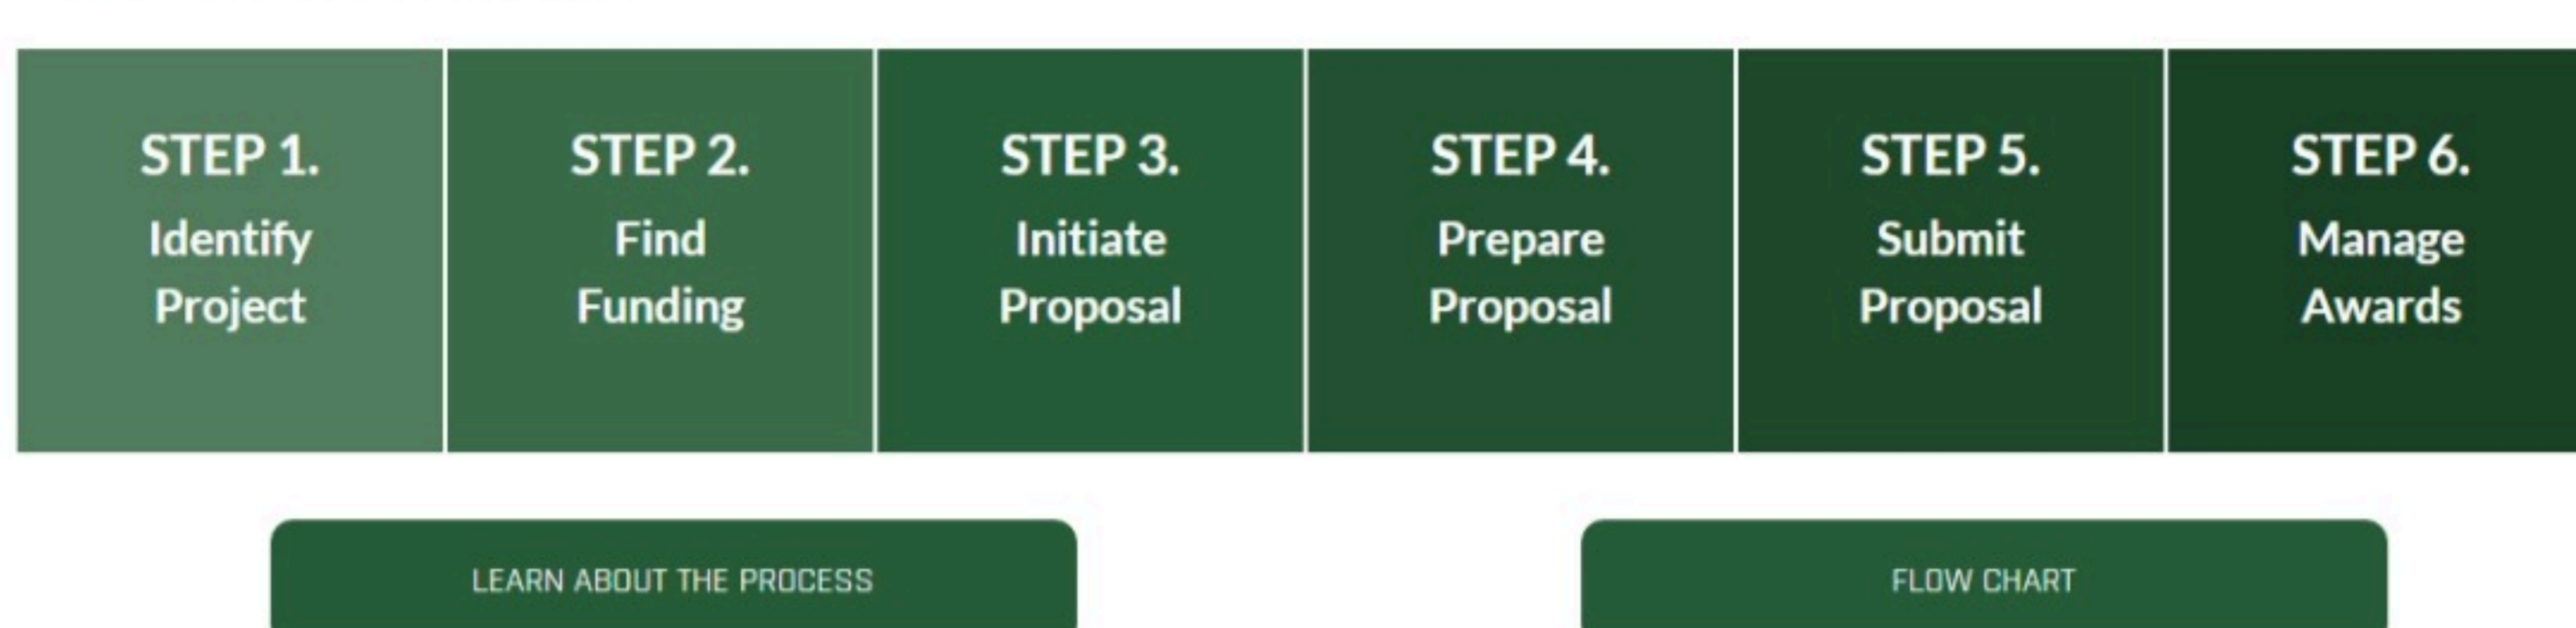 STEP 1.
Identify
Project
STEP 2.
Find
Funding
STEP 3.
Initiate
Proposal
STEP 4.
Prepare
Proposal
STEP 5.
Submit
Proposal
STEP 6.
Manage
Awards
LEARN ABOUT THE PROCESS
FLOW CHART